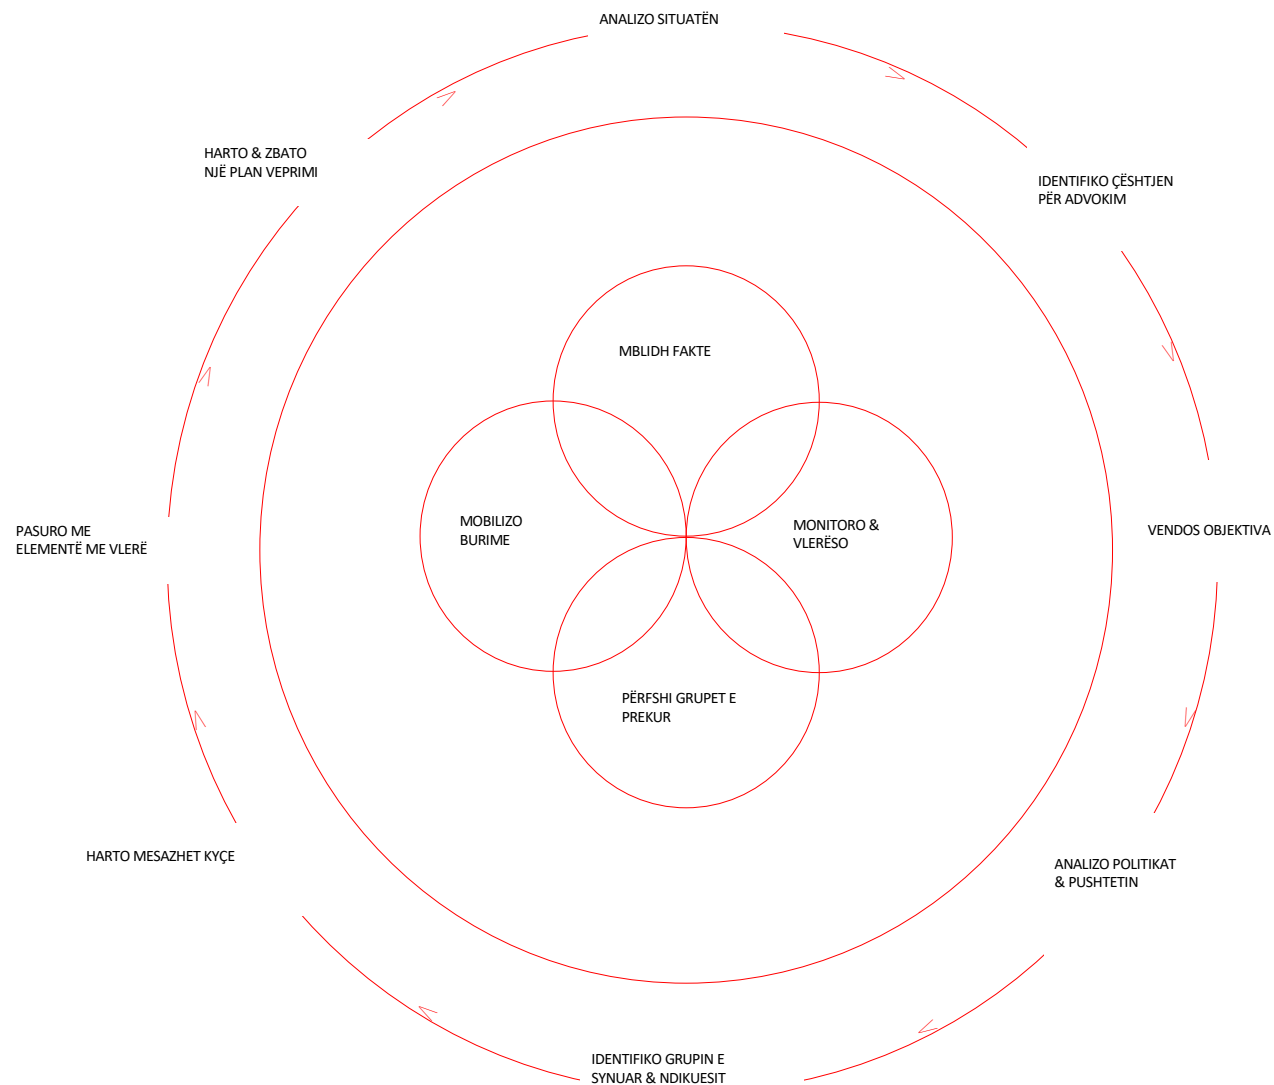 ANALIZO SITUATËN
HARTO & ZBATO
NJË PLAN VEPRIMI
IDENTIFIKO ÇËSHTJEN
PËR ADVOKIM
MBLIDH FAKTE
MOBILIZO
BURIME
MONITORO &
VLERËSO
PASURO ME
ELEMENTË ME VLERË
VENDOS OBJEKTIVA
PËRFSHI GRUPET E
PREKUR
HARTO MESAZHET KYÇE
ANALIZO POLITIKAT
& PUSHTETIN
IDENTIFIKO GRUPIN E
SYNUAR & NDIKUESIT